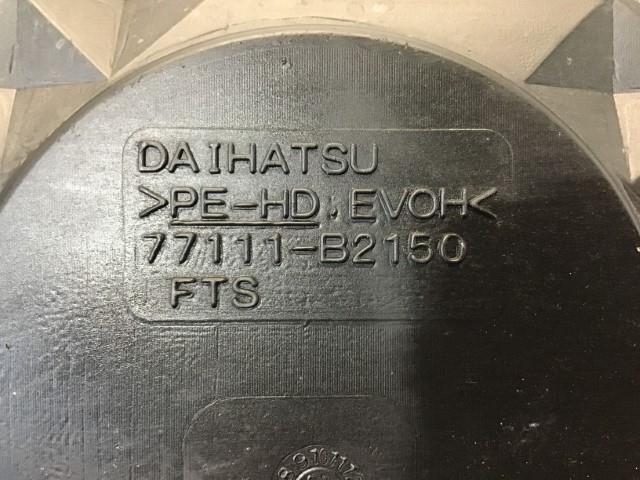 DAIHATSU
>PE-HD, EVOH<
77111-B2150
FTS